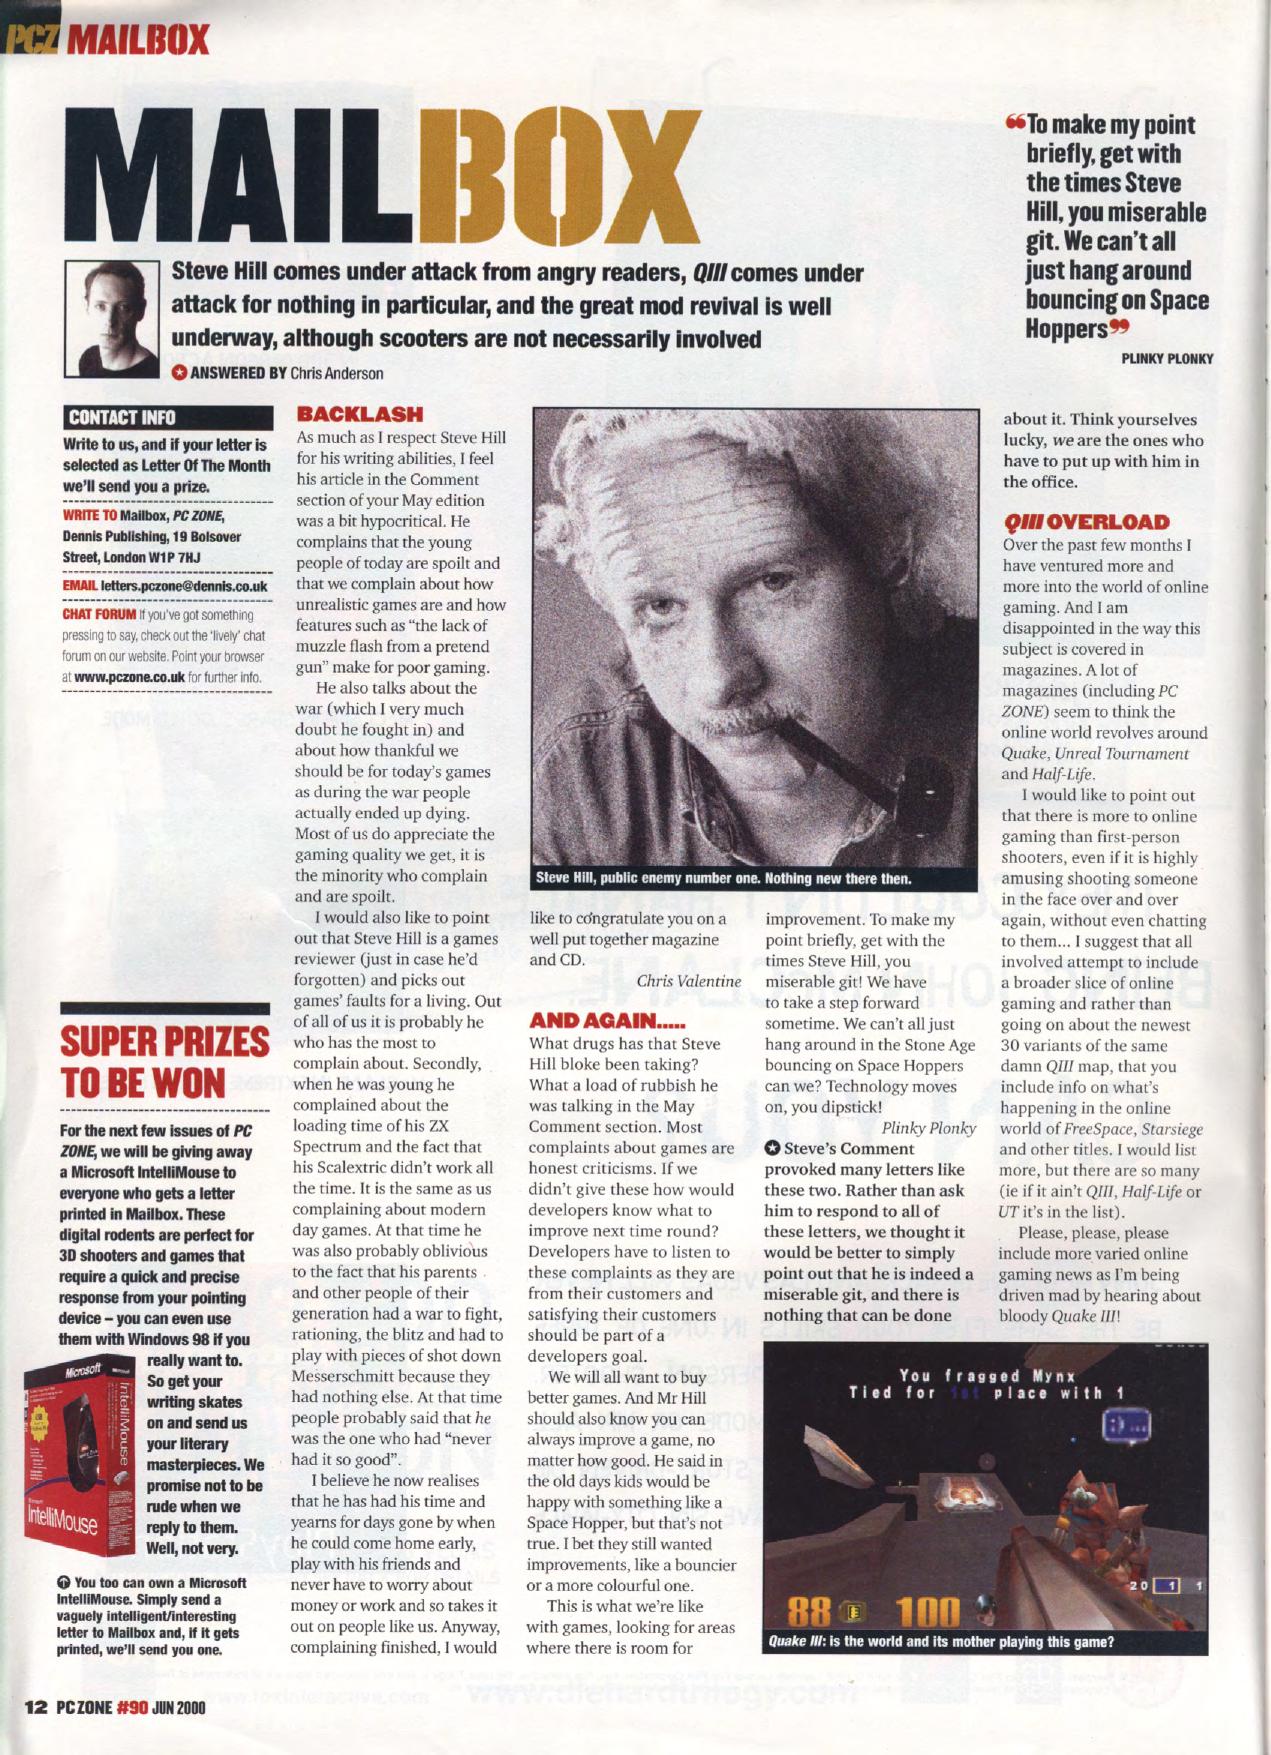 PCZ MAILBOX
MAILBOX
Steve Hill comes under attack from angry readers, QIII comes under
attack for nothing in particular, and the great mod revival is well
underway, although scooters are not necessarily involved
ANSWERED BY Chris Anderson
“To make my point
briefly, get with
the times Steve
Hill, you miserable
git. We can't all
just hang around
bouncing on Space
Hoppers”
PLINKY PLONKY
CONTACT INFO
Write to us, and if your letter is
selected as Letter Of The Month
we'll send you a prize.
WRITE TO Mailbox, PC ZONE,
Dennis Publishing, 19 Bolsover
Street, London W1P 7HJ
EMAIL letters.pczone@dennis.co.uk
CHAT FORUM If you've got something
pressing to say, check out the 'lively' chat
forum on our website. Point your browser
at www.pczone.co.uk for further info.
SUPER PRIZES
TO BE WON
For the next few issues of PC
ZONE, we will be giving away
a Microsoft IntelliMouse to
everyone who gets a letter
printed in Mailbox. These
digital rodents are perfect for
3D shooters and games that
require a quick and precise
response from your pointing
device – you can even use
them with Windows 98 if you
really want to.
So get your
writing skates
on and send us
your literary
masterpieces. We
promise not to be
rude when we
reply to them.
Well, not very.
Microsoft
IntelliMouse
IntelliMouse
You too can own a Microsoft
IntelliMouse. Simply send a
vaguely intelligent/interesting
letter to Mailbox and, if it gets
printed, we'll send you one.
BACKLASH
As much as I respect Steve Hill
for his writing abilities, I feel
his article in the Comment
section of your May edition
was a bit hypocritical. He
complains that the young
people of today are spoilt and
that we complain about how
unrealistic games are and how
features such as “the lack of
muzzle flash from a pretend
gun” make for poor gaming.
He also talks about the
war (which I very much
doubt he fought in) and
about how thankful we
should be for today's games
as during the war people
actually ended up dying.
Most of us do appreciate the
gaming quality we get, it is
the minority who complain
and are spoilt.
I would also like to point
out that Steve Hill is a games
reviewer (just in case he'd
forgotten) and picks out
games' faults for a living. Out
of all of us it is probably he
who has the most to
complain about. Secondly,
when he was young he
complained about the
loading time of his ZX
Spectrum and the fact that
his Scalextric didn't work all
the time. It is the same as us
complaining about modern
day games. At that time he
was also probably oblivious
to the fact that his parents
and other people of their
generation had a war to fight,
rationing, the blitz and had to
play with pieces of shot down
Messerschmitt because they
had nothing else. At that time
people probably said that he
was the one who had “never
had it so good”.
I believe he now realises
that he has had his time and
yearns for days gone by when
he could come home early,
play with his friends and
never have to worry about
money or work and so takes it
out on people like us. Anyway,
complaining finished, I would
Steve Hill, public enemy number one. Nothing new there then.
like to congratulate you on a
well put together magazine
and CD.
Chris Valentine
AND AGAIN.....
What drugs has that Steve
Hill bloke been taking?
What a load of rubbish he
was talking in the May
Comment section. Most
complaints about games are
honest criticisms. If we
didn't give these how would
developers know what to
improve next time round?
Developers have to listen to
these complaints as they are
from their customers and
satisfying their customers
should be part of a
developers goal.
We will all want to buy
better games. And Mr Hill
should also know you can
always improve a game, no
matter how good. He said in
the old days kids would be
happy with something like a
Space Hopper, but that's not
true. I bet they still wanted
improvements, like a bouncier
or a more colourful one.
This is what we're like
with games, looking for areas
where there is room for
improvement. To make my
point briefly, get with the
times Steve Hill, you
miserable git! We have
to take a step forward
sometime. We can't all just
hang around in the Stone Age
bouncing on Space Hoppers
can we? Technology moves
on, you dipstick!
Plinky Plonky
Steve's Comment
provoked many letters like
these two. Rather than ask
him to respond to all of
these letters, we thought it
would be better to simply
point out that he is indeed a
miserable git, and there is
nothing that can be done
about it. Think yourselves
lucky, we are the ones who
have to put up with him in
the office.
QIII OVERLOAD
Over the past few months I
have ventured more and
more into the world of online
gaming. And I am
disappointed in the way this
subject is covered in
magazines. A lot of
magazines (including PC
ZONE) seem to think the
online world revolves around
Quake, Unreal Tournament
and Half-Life.
I would like to point out
that there is more to online
gaming than first-person
shooters, even if it is highly
amusing shooting someone
in the face over and over
again, without even chatting
to them... I suggest that all
involved attempt to include
a broader slice of online
gaming and rather than
going on about the newest
30 variants of the same
damn QIII map, that you
include info on what's
happening in the online
world of FreeSpace, Starsiege
and other titles. I would list
more, but there are so many
(ie if it ain't QIII, Half-Life or
UT it's in the list).
Please, please, please
include more varied online
gaming news as I'm being
driven mad by hearing about
bloody Quake III!
You fragged Mynx
Tied for 1st place with 1
20 1 1
88 100
Quake III: is the world and its mother playing this game?
12 PC ZONE #90 JUN 2000